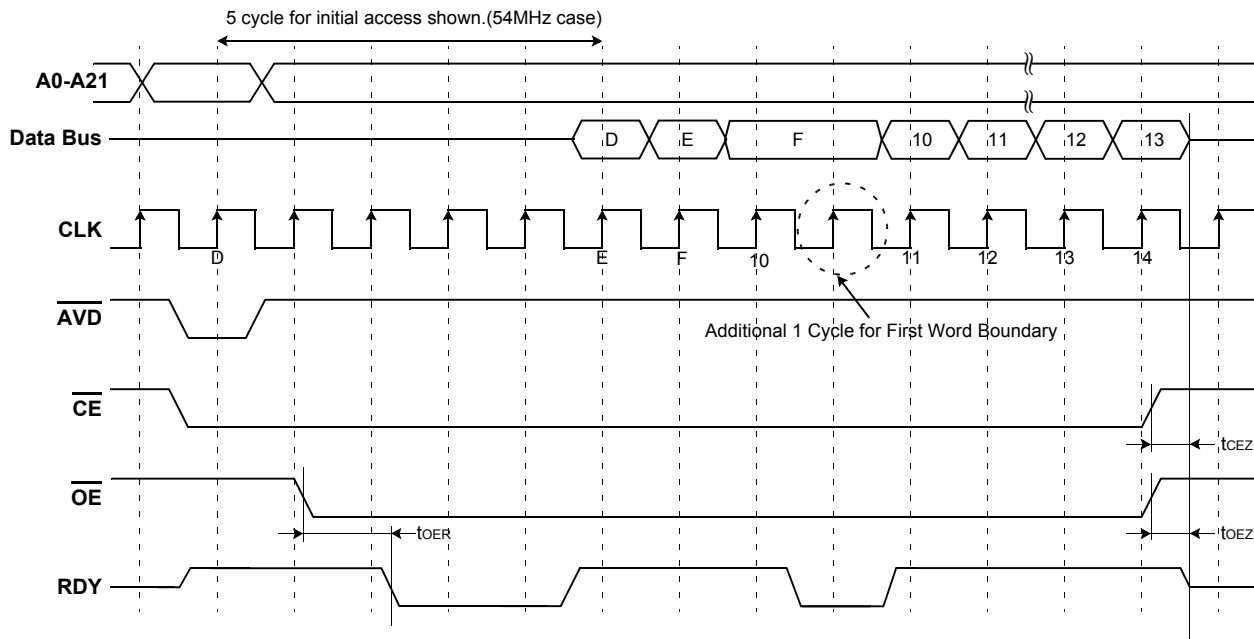 5 cycle for initial access shown.(54MHz case)
A0-A21
Data Bus
D E F 10 11 12 13
CLK
D E F 10 11 12 13 14
AVD
Additional 1 Cycle for First Word Boundary
CE
tCEZ
OE
tOER
tOEZ
RDY